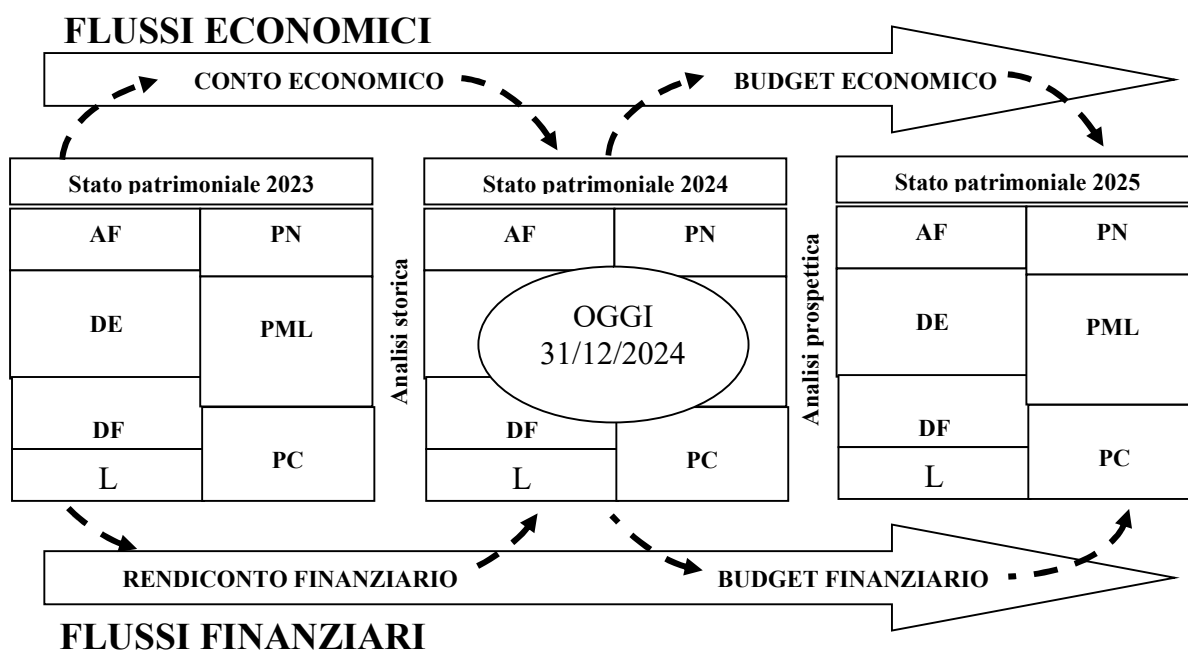 FLUSSI ECONOMICI
CONTO ECONOMICO
BUDGET ECONOMICO
Stato patrimoniale 2023
Stato patrimoniale 2024
Stato patrimoniale 2025
AF
PN
DE
PML
DF
L
PC
Analisi storica
AF
PN
OGGI
31/12/2024
DF
L
PC
Analisi prospettica
AF
PN
DE
PML
DF
L
PC
RENDICONTO FINANZIARIO
BUDGET FINANZIARIO
FLUSSI FINANZIARI